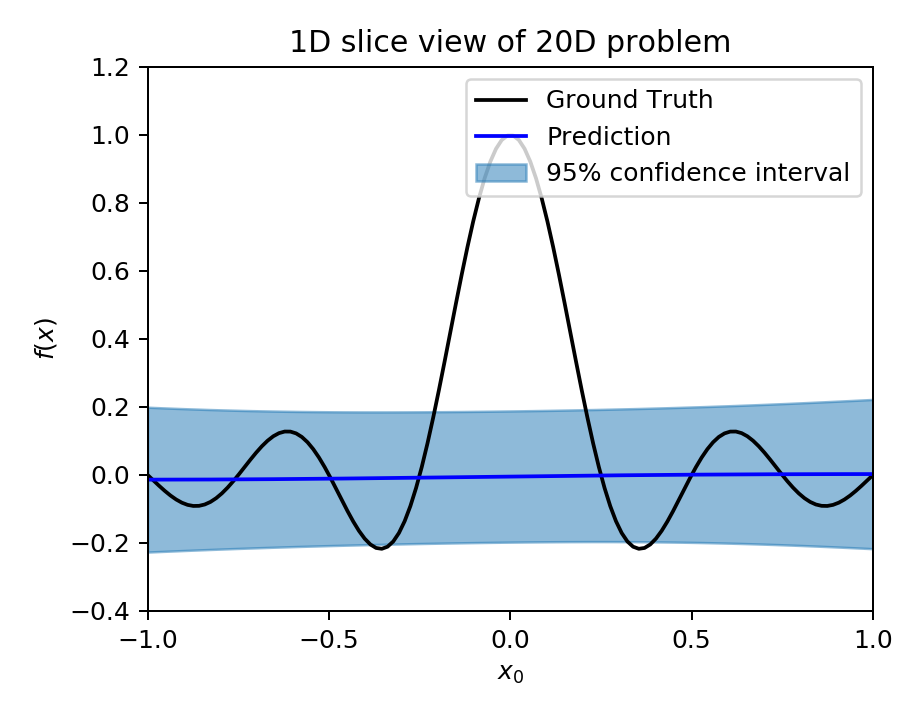 1D slice view of 20D problem
1.2
1.0
0.8
0.6
0.4
0.2
0.0
−0.2
−0.4
f(x)
Ground Truth
Prediction
95% confidence interval
−1.0 −0.5 0.0 0.5 1.0
x₀